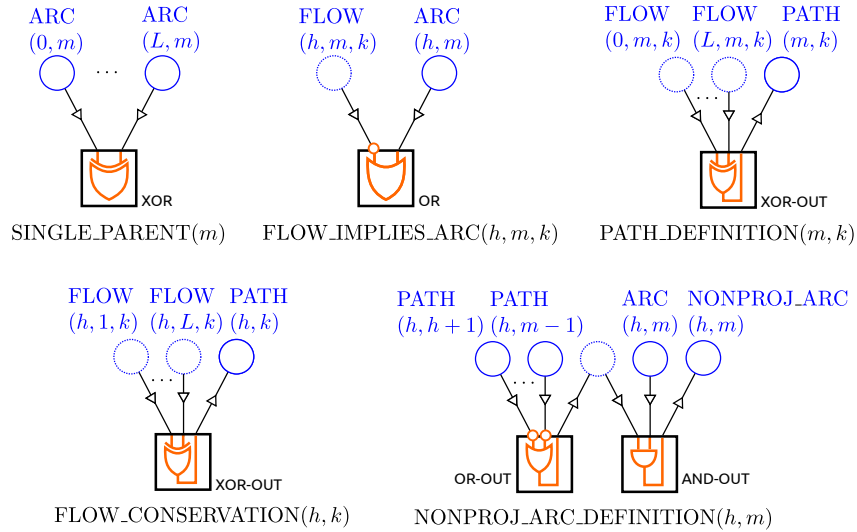 ARC ARC
(0, m) (L, m)
· · ·
XOR
SINGLE_PARENT(m)
FLOW ARC
(h, m, k) (h, m)
OR
FLOW_IMPLIES_ARC(h, m, k)
FLOW FLOW PATH
(0, m, k) (L, m, k) (m, k)
· · ·
XOR-OUT
PATH_DEFINITION(m, k)
FLOW FLOW PATH
(h, 1, k) (h, L, k) (h, k)
· · ·
XOR-OUT
FLOW_CONSERVATION(h, k)
PATH PATH ARC NONPROJ_ARC
(h, h + 1) (h, m − 1) (h, m) (h, m)
· · ·
OR-OUT AND-OUT
NONPROJ_ARC_DEFINITION(h, m)